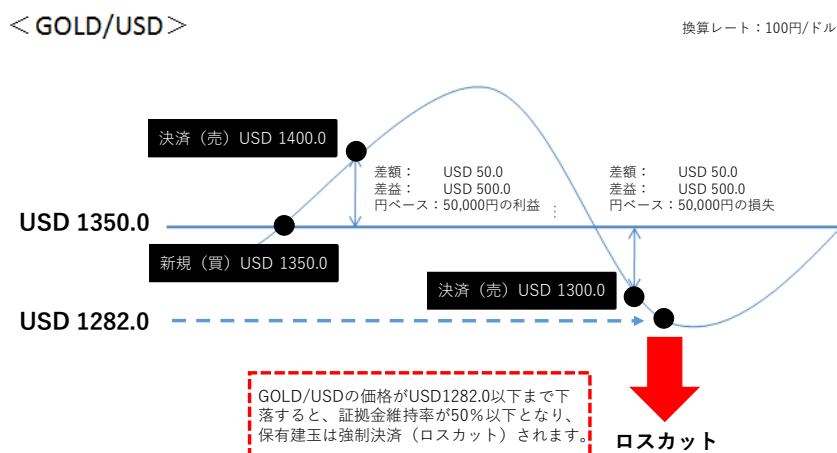 ＜GOLD/USD＞
換算レート：100円/ドル
決済（売）USD 1400.0
差額： USD 50.0
差益： USD 500.0
円ベース：50,000円の利益
差額： USD 50.0
差益： USD 500.0
円ベース：50,000円の損失
USD 1350.0
新規（買）USD 1350.0
決済（売）USD 1300.0
USD 1282.0
GOLD/USDの価格がUSD1282.0以下まで下
落すると、証拠金維持率が50%以下となり、
保有建玉は強制決済（ロスカット）されます。
ロスカット